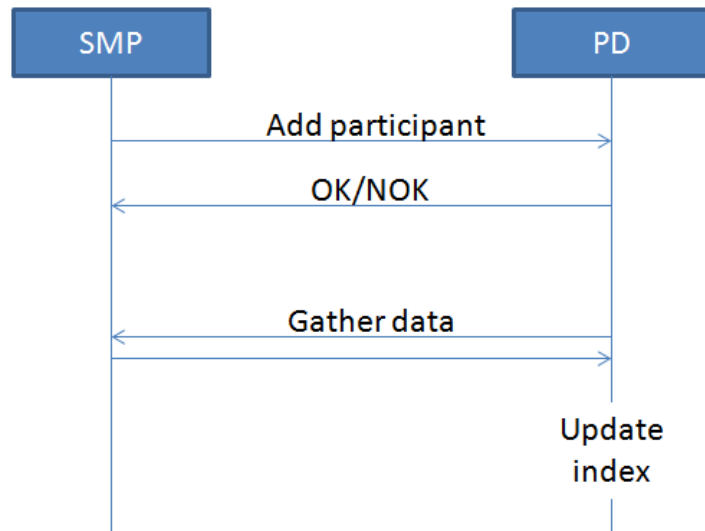 SMP
PD
Add participant
OK/NOK
Gather data
Update
index